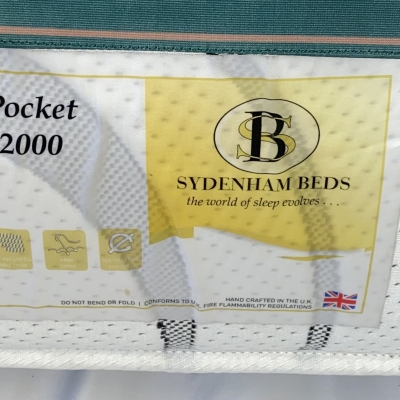 Pocket
2000
SB
SYDENHAM BEDS
the world of sleep evolves . . .
HAND CRAFTED IN THE U.K.
DO NOT BEND OR FOLD | CONFORMS TO U.K. FIRE FLAMMABILITY REGULATIONS